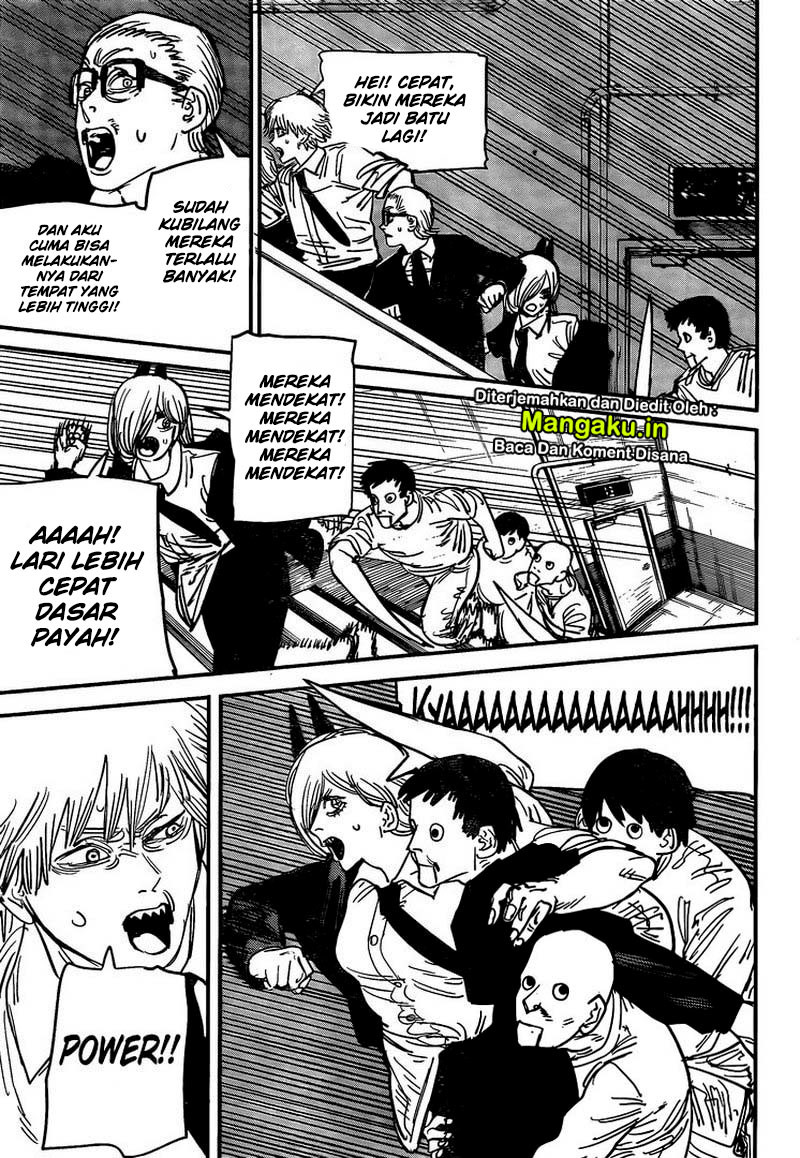 HEI! CEPAT,
BIKIN MEREKA
JADI BATU
LAGI!
SUDAH
KUBILANG
MEREKA
TERLALU
BANYAK!
DAN AKU
CUMA BISA
MELAKUKAN-
NYA DARI
TEMPAT YANG
LEBIH TINGGI!
MEREKA
MENDEKAT!
MEREKA
MENDEKAT!
MEREKA
MENDEKAT!
Diterjemahkan dan Diedit Oleh :
Mangaku.in
Baca Dan Koment Disana
AAAAH!
LARI LEBIH
CEPAT
DASAR
PAYAH!
KYAAAAAAAAAAAAAAAAAHHHH!!!
POWER!!